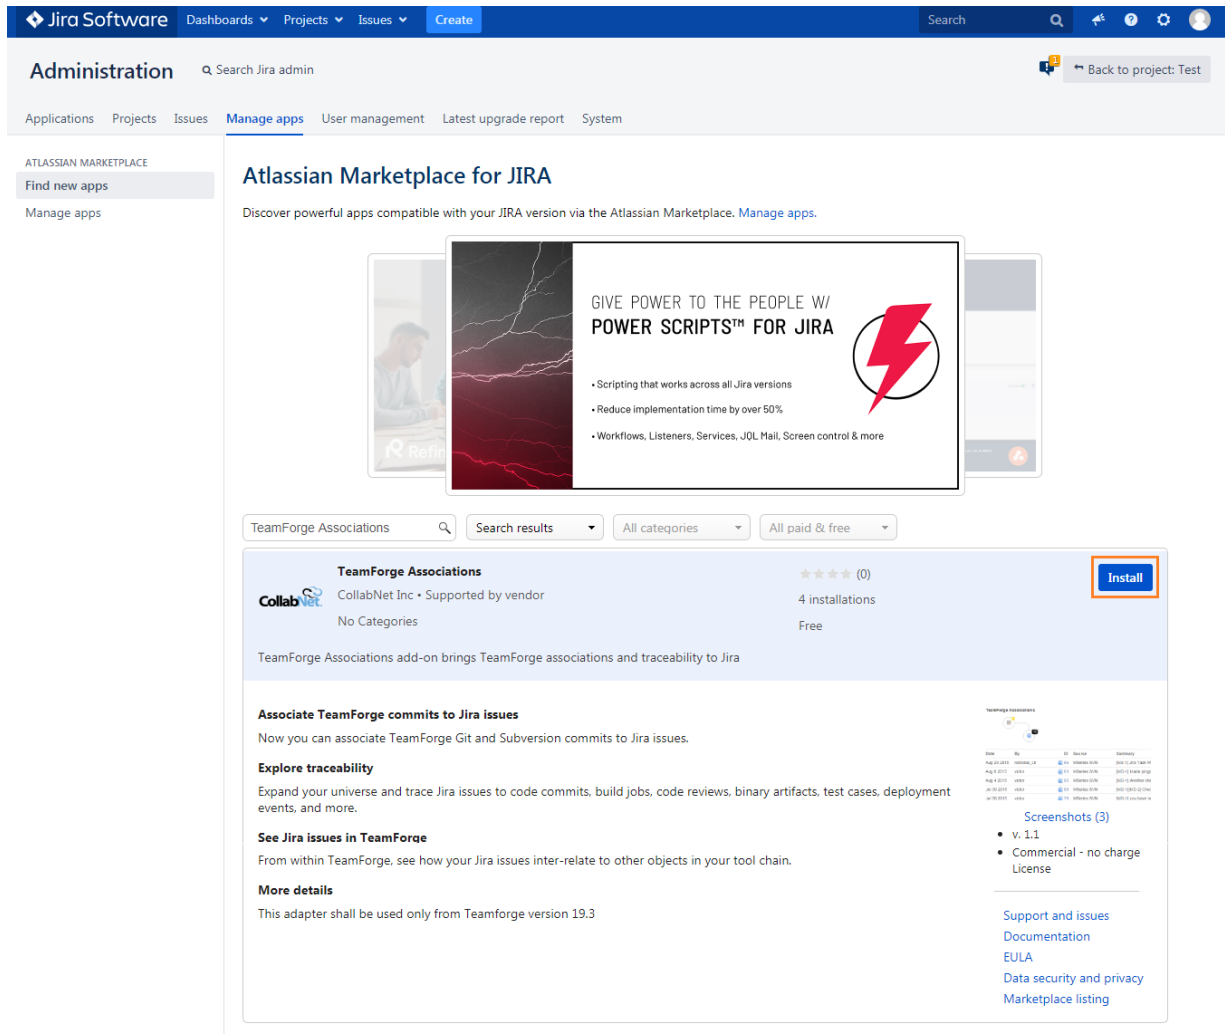 Jira Software Dashboards Projects Issues Create Search
Administration Search Jira admin 1 Back to project: Test
Applications Projects Issues Manage apps User management Latest upgrade report System
ATLASSIAN MARKETPLACE
Find new apps
Manage apps
Atlassian Marketplace for JIRA
Discover powerful apps compatible with your JIRA version via the Atlassian Marketplace. Manage apps.
GIVE POWER TO THE PEOPLE W/
POWER SCRIPTS™ FOR JIRA
• Scripting that works across all Jira versions
• Reduce implementation time by over 50%
• Workflows, Listeners, Services, JQL Mail, Screen control & more
Refin
TeamForge Associations Search results All categories All paid & free
TeamForge Associations (0) Install
CollabNet
CollabNet Inc • Supported by vendor 4 installations
No Categories Free
TeamForge Associations add-on brings TeamForge associations and traceability to Jira
Associate TeamForge commits to Jira issues
Now you can associate TeamForge Git and Subversion commits to Jira issues.
Explore traceability
Expand your universe and trace Jira issues to code commits, build jobs, code reviews, binary artifacts, test cases, deployment
events, and more.
See Jira issues in TeamForge
From within TeamForge, see how your Jira issues inter-relate to other objects in your tool chain.
More details
This adapter shall be used only from Teamforge version 19.3
TeamForge Associations
Date By ID Source Summary
Screenshots (3)
• v. 1.1
• Commercial - no charge
License
Support and issues
Documentation
EULA
Data security and privacy
Marketplace listing